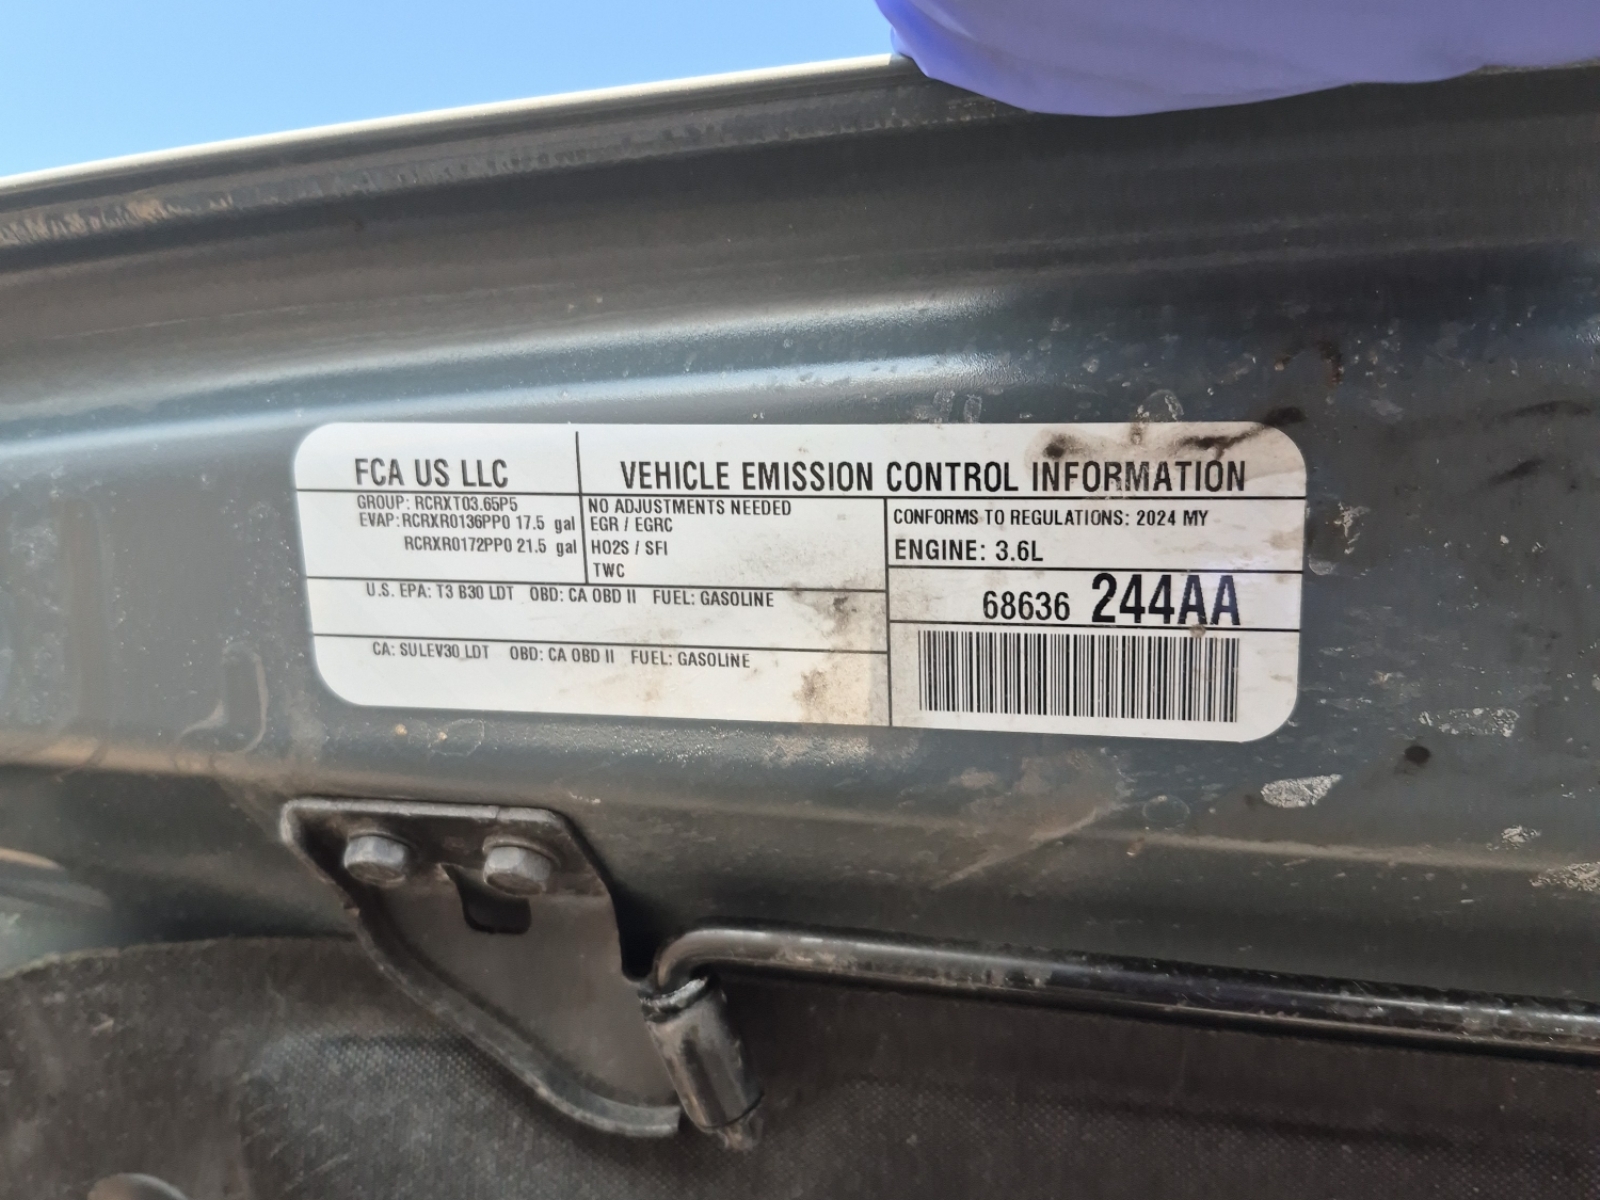 FCA US LLC
VEHICLE EMISSION CONTROL INFORMATION
GROUP: RCRXT03.65P5
EVAP: RCRXR0136PP0 17.5 gal
RCRXR0172PP0 21.5 gal
NO ADJUSTMENTS NEEDED
EGR / EGRC
HO2S / SFI
TWC
CONFORMS TO REGULATIONS: 2024 MY
ENGINE: 3.6L
68636 244AA
U.S. EPA: T3 B30 LDT OBD: CA OBD II FUEL: GASOLINE
CA: SULEV30 LDT OBD: CA OBD II FUEL: GASOLINE